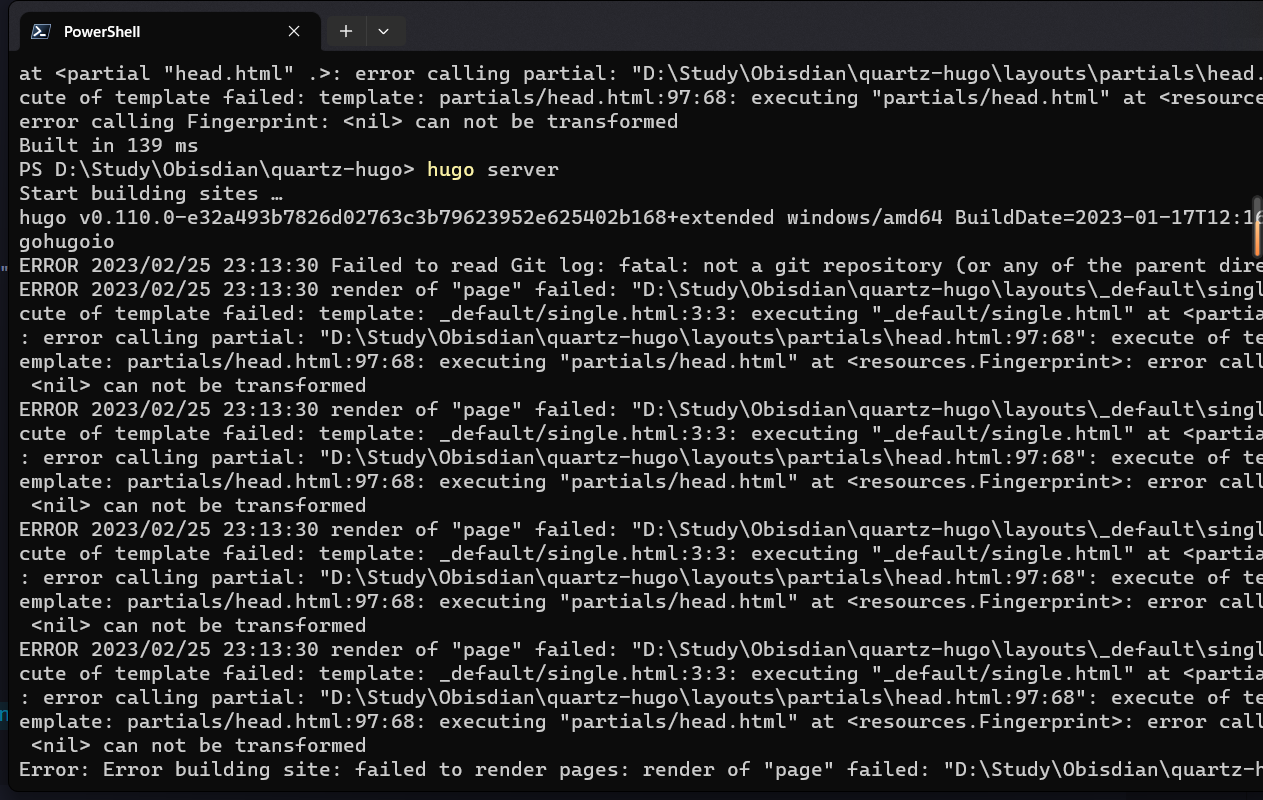 PowerShell
at <partial "head.html" .>: error calling partial: "D:\Study\Obisdian\quartz-hugo\layouts\partials\head.
cute of template failed: template: partials/head.html:97:68: executing "partials/head.html" at <resource
error calling Fingerprint: <nil> can not be transformed
Built in 139 ms
PS D:\Study\Obisdian\quartz-hugo> hugo server
Start building sites …
hugo v0.110.0-e32a493b7826d02763c3b79623952e625402b168+extended windows/amd64 BuildDate=2023-01-17T12:16
gohugoio
ERROR 2023/02/25 23:13:30 Failed to read Git log: fatal: not a git repository (or any of the parent dire
ERROR 2023/02/25 23:13:30 render of "page" failed: "D:\Study\Obisdian\quartz-hugo\layouts\_default\singl
cute of template failed: template: _default/single.html:3:3: executing "_default/single.html" at <partia
: error calling partial: "D:\Study\Obisdian\quartz-hugo\layouts\partials\head.html:97:68": execute of te
emplate: partials/head.html:97:68: executing "partials/head.html" at <resources.Fingerprint>: error call
<nil> can not be transformed
ERROR 2023/02/25 23:13:30 render of "page" failed: "D:\Study\Obisdian\quartz-hugo\layouts\_default\singl
cute of template failed: template: _default/single.html:3:3: executing "_default/single.html" at <partia
: error calling partial: "D:\Study\Obisdian\quartz-hugo\layouts\partials\head.html:97:68": execute of te
emplate: partials/head.html:97:68: executing "partials/head.html" at <resources.Fingerprint>: error call
<nil> can not be transformed
ERROR 2023/02/25 23:13:30 render of "page" failed: "D:\Study\Obisdian\quartz-hugo\layouts\_default\singl
cute of template failed: template: _default/single.html:3:3: executing "_default/single.html" at <partia
: error calling partial: "D:\Study\Obisdian\quartz-hugo\layouts\partials\head.html:97:68": execute of te
emplate: partials/head.html:97:68: executing "partials/head.html" at <resources.Fingerprint>: error call
<nil> can not be transformed
ERROR 2023/02/25 23:13:30 render of "page" failed: "D:\Study\Obisdian\quartz-hugo\layouts\_default\singl
cute of template failed: template: _default/single.html:3:3: executing "_default/single.html" at <partia
: error calling partial: "D:\Study\Obisdian\quartz-hugo\layouts\partials\head.html:97:68": execute of te
emplate: partials/head.html:97:68: executing "partials/head.html" at <resources.Fingerprint>: error call
<nil> can not be transformed
Error: Error building site: failed to render pages: render of "page" failed: "D:\Study\Obisdian\quartz-h